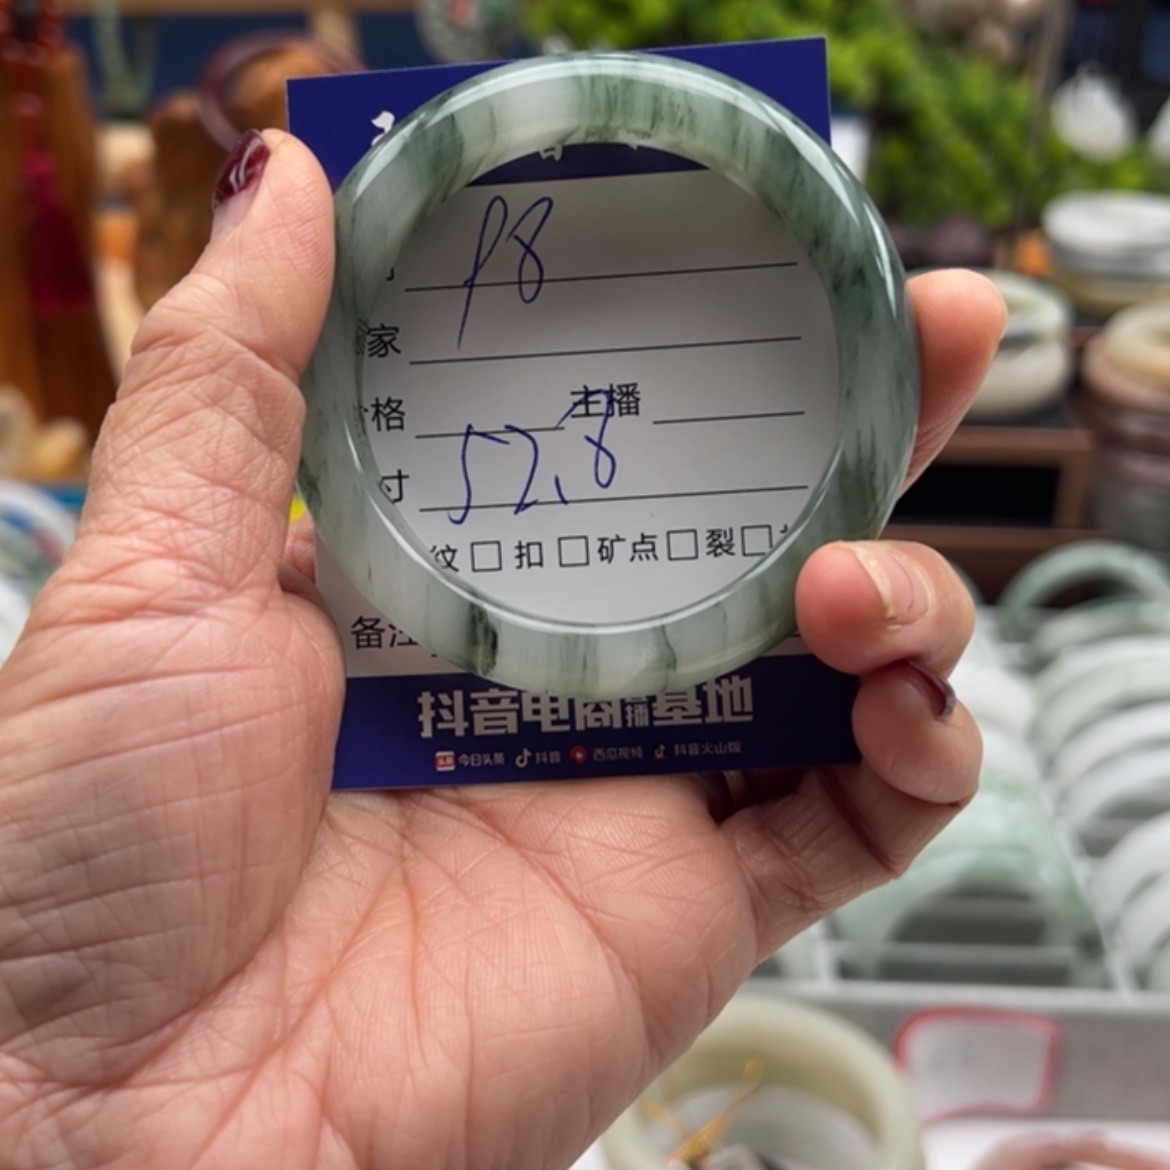 P8
家
格 主播
52.8
寸
纹□ 扣 □矿点□裂□
备注
抖音电商直播基地
今日头条 抖音 西瓜视频 抖音火山版